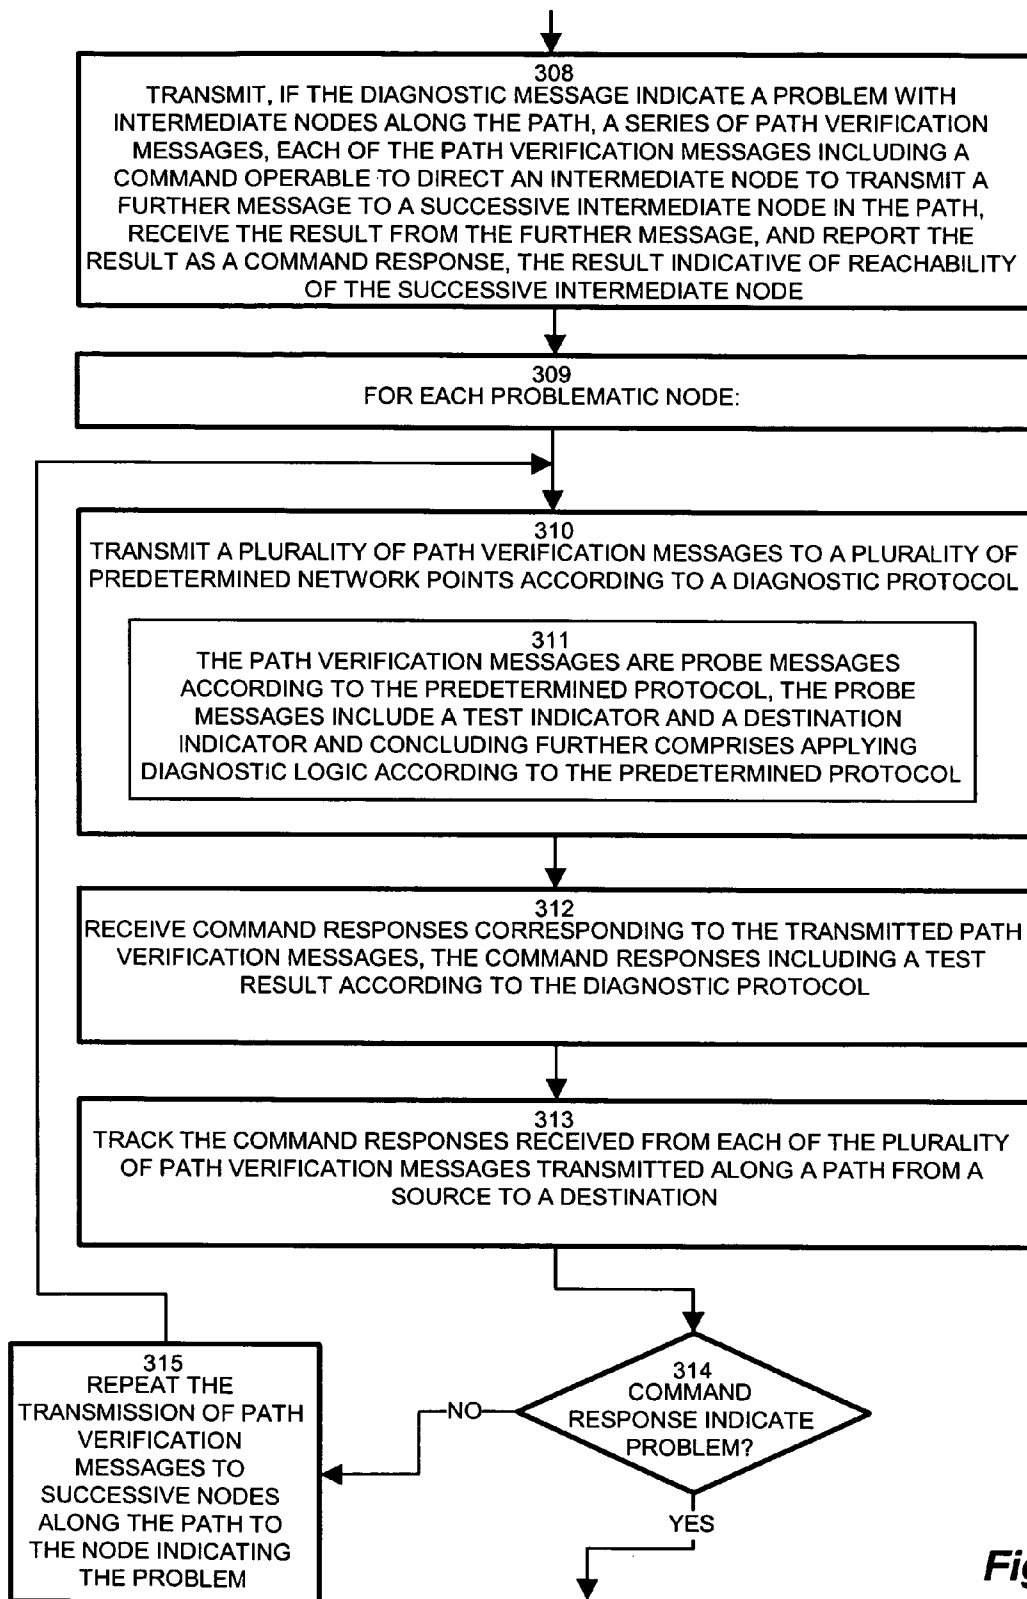 308
TRANSMIT, IF THE DIAGNOSTIC MESSAGE INDICATE A PROBLEM WITH
INTERMEDIATE NODES ALONG THE PATH, A SERIES OF PATH VERIFICATION
MESSAGES, EACH OF THE PATH VERIFICATION MESSAGES INCLUDING A
COMMAND OPERABLE TO DIRECT AN INTERMEDIATE NODE TO TRANSMIT A
FURTHER MESSAGE TO A SUCCESSIVE INTERMEDIATE NODE IN THE PATH,
RECEIVE THE RESULT FROM THE FURTHER MESSAGE, AND REPORT THE
RESULT AS A COMMAND RESPONSE, THE RESULT INDICATIVE OF REACHABILITY
OF THE SUCCESSIVE INTERMEDIATE NODE
309
FOR EACH PROBLEMATIC NODE:
310
TRANSMIT A PLURALITY OF PATH VERIFICATION MESSAGES TO A PLURALITY OF
PREDETERMINED NETWORK POINTS ACCORDING TO A DIAGNOSTIC PROTOCOL
311
THE PATH VERIFICATION MESSAGES ARE PROBE MESSAGES
ACCORDING TO THE PREDETERMINED PROTOCOL, THE PROBE
MESSAGES INCLUDE A TEST INDICATOR AND A DESTINATION
INDICATOR AND CONCLUDING FURTHER COMPRISES APPLYING
DIAGNOSTIC LOGIC ACCORDING TO THE PREDETERMINED PROTOCOL
312
RECEIVE COMMAND RESPONSES CORRESPONDING TO THE TRANSMITTED PATH
VERIFICATION MESSAGES, THE COMMAND RESPONSES INCLUDING A TEST
RESULT ACCORDING TO THE DIAGNOSTIC PROTOCOL
313
TRACK THE COMMAND RESPONSES RECEIVED FROM EACH OF THE PLURALITY
OF PATH VERIFICATION MESSAGES TRANSMITTED ALONG A PATH FROM A
SOURCE TO A DESTINATION
314
COMMAND
RESPONSE INDICATE
PROBLEM?
NO
YES
315
REPEAT THE
TRANSMISSION OF PATH
VERIFICATION
MESSAGES TO
SUCCESSIVE NODES
ALONG THE PATH TO
THE NODE INDICATING
THE PROBLEM